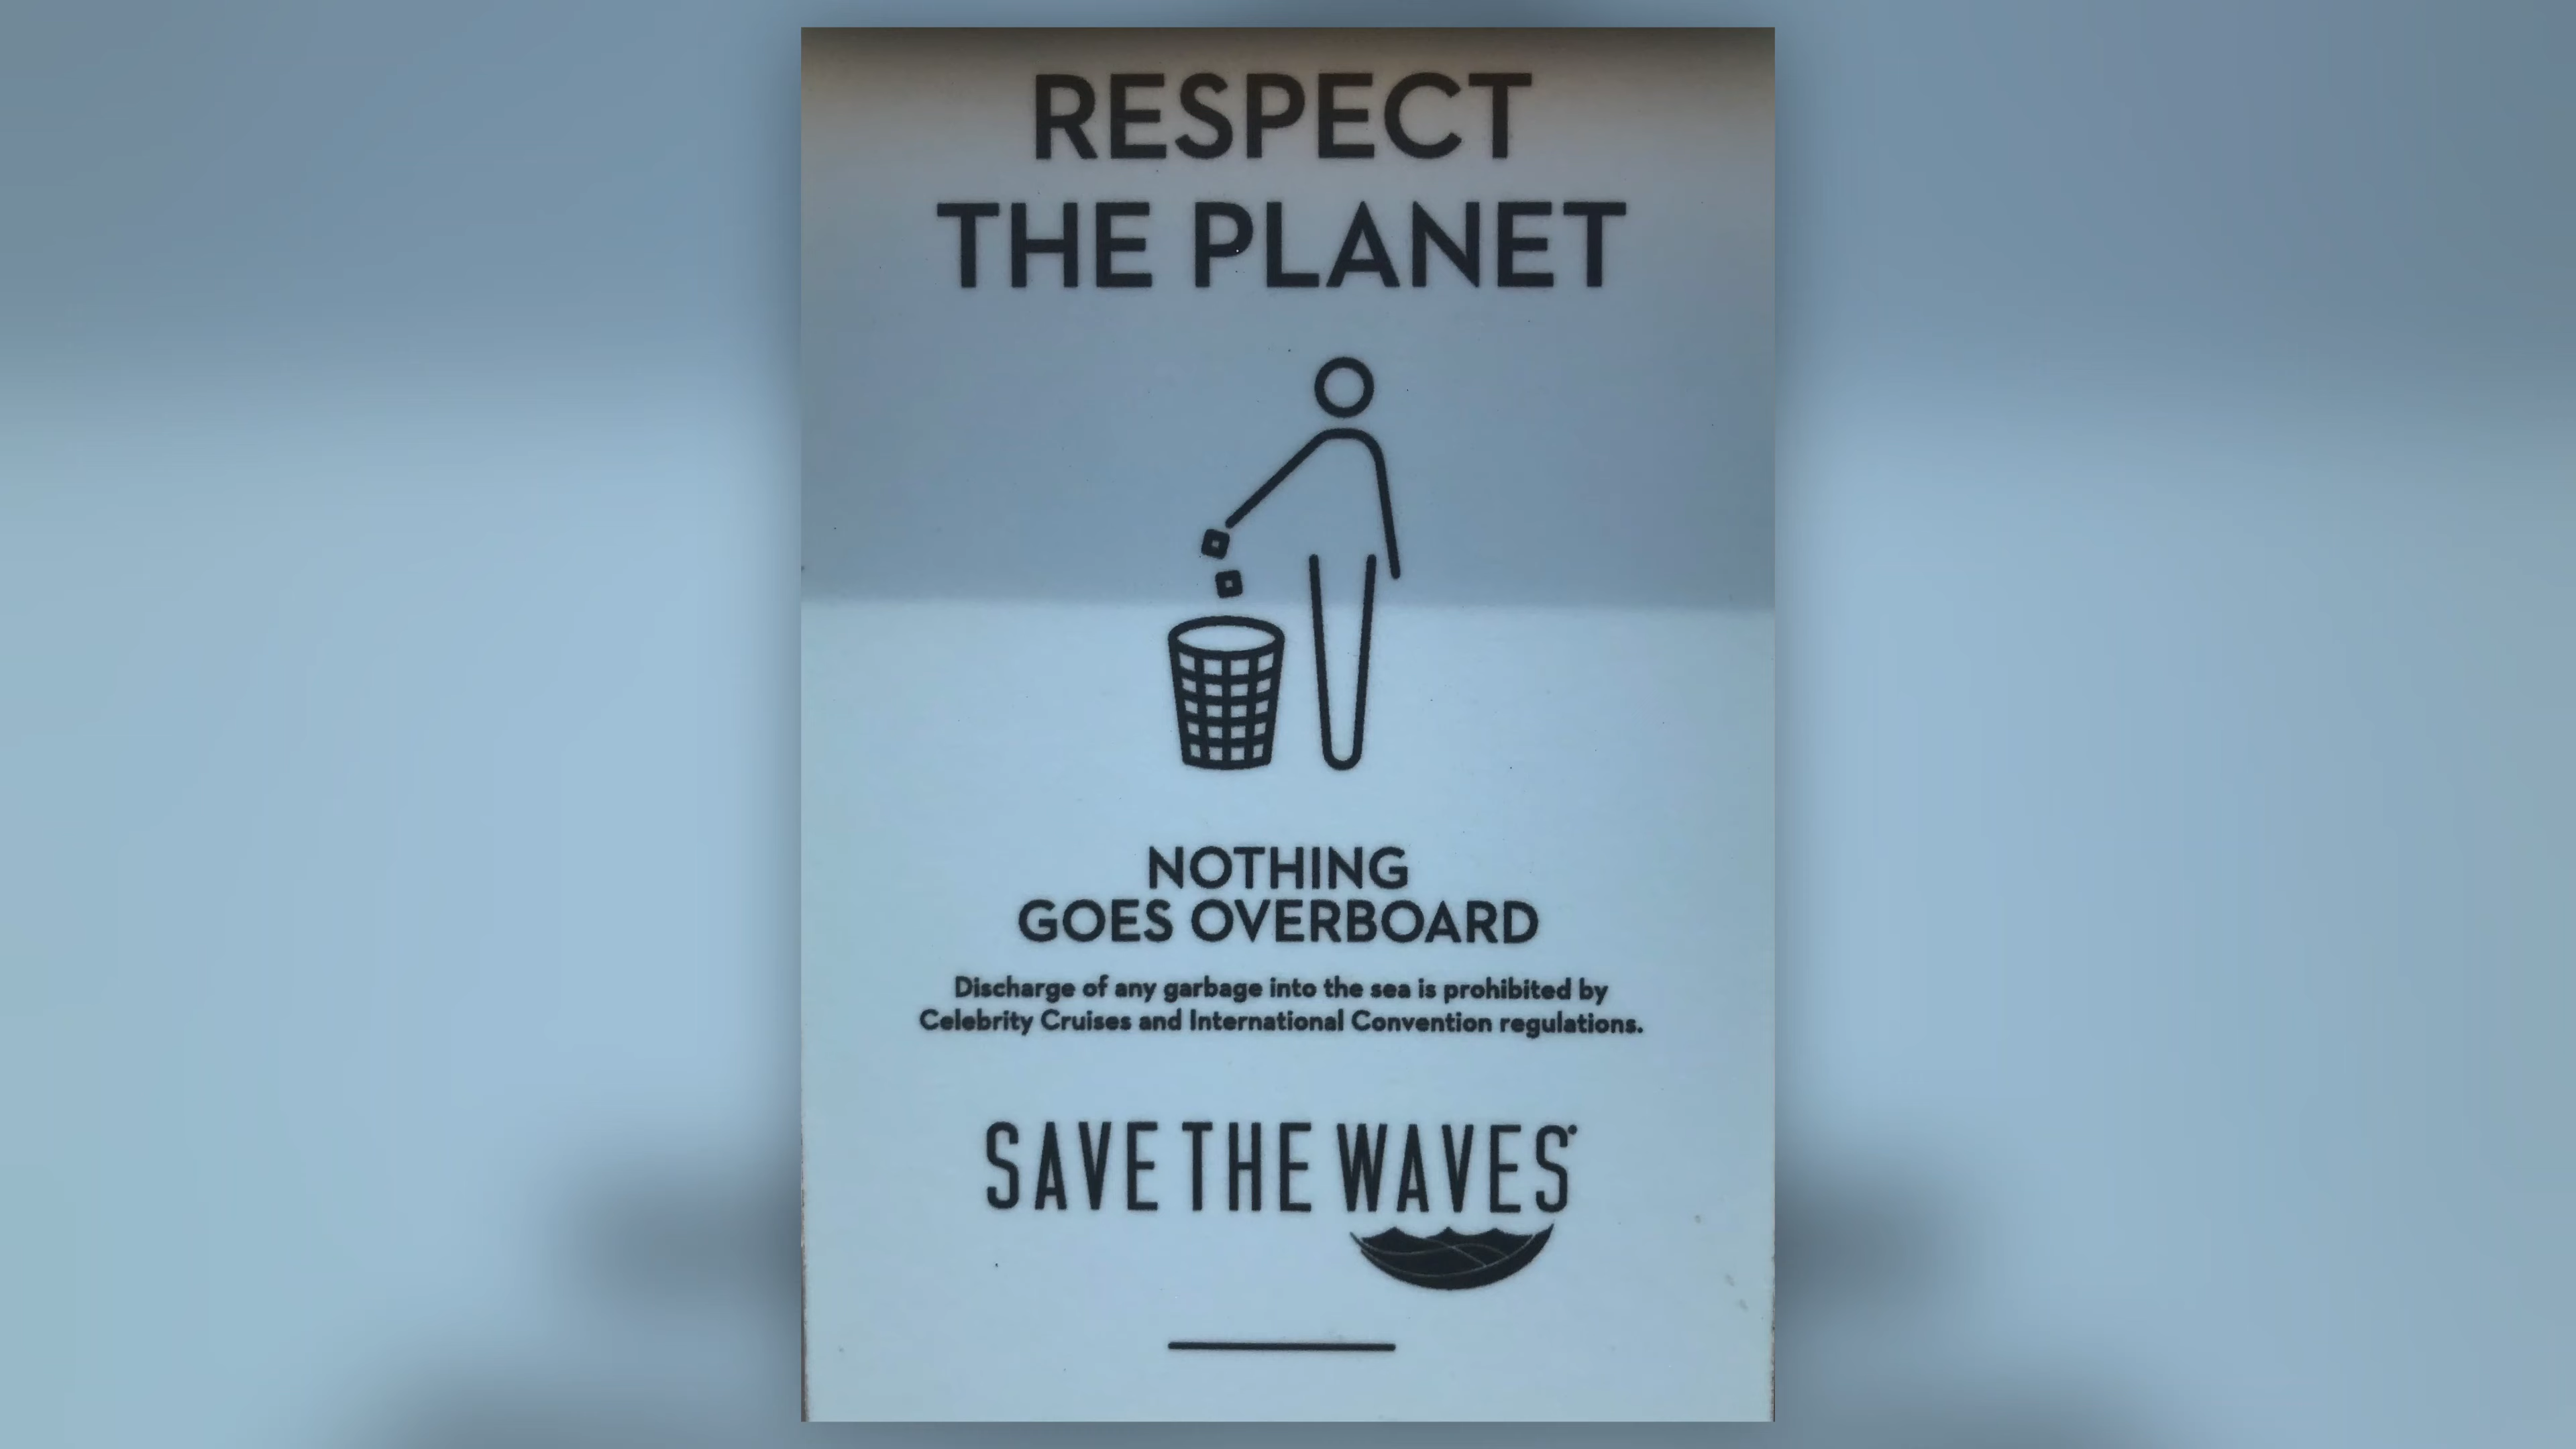 RESPECT
THE PLANET
NOTHING
GOES OVERBOARD
Discharge of any garbage into the sea is prohibited by
Celebrity Cruises and International Convention regulations.
SAVE THE WAVES